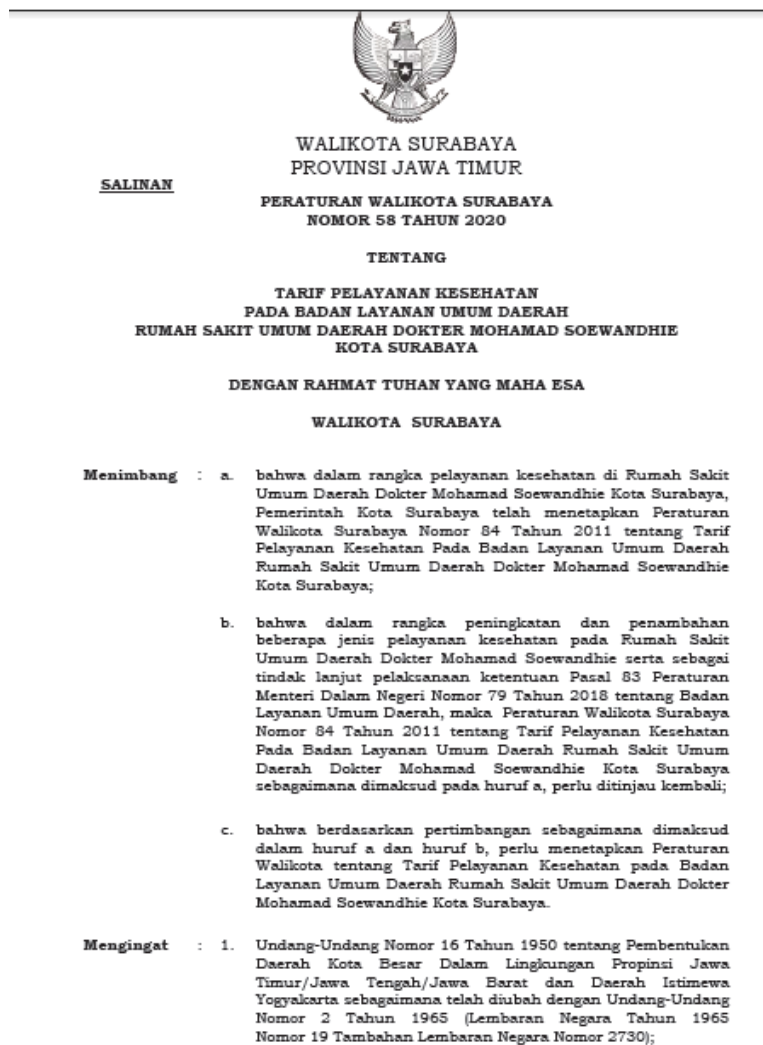 WALIKOTA SURABAYA
PROVINSI JAWA TIMUR
SALINAN
PERATURAN WALIKOTA SURABAYA
NOMOR 58 TAHUN 2020
TENTANG
TARIF PELAYANAN KESEHATAN
PADA BADAN LAYANAN UMUM DAERAH
RUMAH SAKIT UMUM DAERAH DOKTER MOHAMAD SOEWANDHIE
KOTA SURABAYA
DENGAN RAHMAT TUHAN YANG MAHA ESA
WALIKOTA SURABAYA
Menimbang : a. bahwa dalam rangka pelayanan kesehatan di Rumah Sakit
Umum Daerah Dokter Mohamad Soewandhie Kota Surabaya,
Pemerintah Kota Surabaya telah menetapkan Peraturan
Walikota Surabaya Nomor 84 Tahun 2011 tentang Tarif
Pelayanan Kesehatan Pada Badan Layanan Umum Daerah
Rumah Sakit Umum Daerah Dokter Mohamad Soewandhie
Kota Surabaya;
b. bahwa dalam rangka peningkatan dan penambahan
beberapa jenis pelayanan kesehatan pada Rumah Sakit
Umum Daerah Dokter Mohamad Soewandhie serta sebagai
tindak lanjut pelaksanaan ketentuan Pasal 83 Peraturan
Menteri Dalam Negeri Nomor 79 Tahun 2018 tentang Badan
Layanan Umum Daerah, maka Peraturan Walikota Surabaya
Nomor 84 Tahun 2011 tentang Tarif Pelayanan Kesehatan
Pada Badan Layanan Umum Daerah Rumah Sakit Umum
Daerah Dokter Mohamad Soewandhie Kota Surabaya
sebagaimana dimaksud pada huruf a, perlu ditinjau kembali;
c. bahwa berdasarkan pertimbangan sebagaimana dimaksud
dalam huruf a dan huruf b, perlu menetapkan Peraturan
Walikota tentang Tarif Pelayanan Kesehatan pada Badan
Layanan Umum Daerah Rumah Sakit Umum Daerah Dokter
Mohamad Soewandhie Kota Surabaya.
Mengingat : 1. Undang-Undang Nomor 16 Tahun 1950 tentang Pembentukan
Daerah Kota Besar Dalam Lingkungan Propinsi Jawa
Timur/Jawa Tengah/Jawa Barat dan Daerah Istimewa
Yogyakarta sebagaimana telah diubah dengan Undang-Undang
Nomor 2 Tahun 1965 (Lembaran Negara Tahun 1965
Nomor 19 Tambahan Lembaran Negara Nomor 2730);